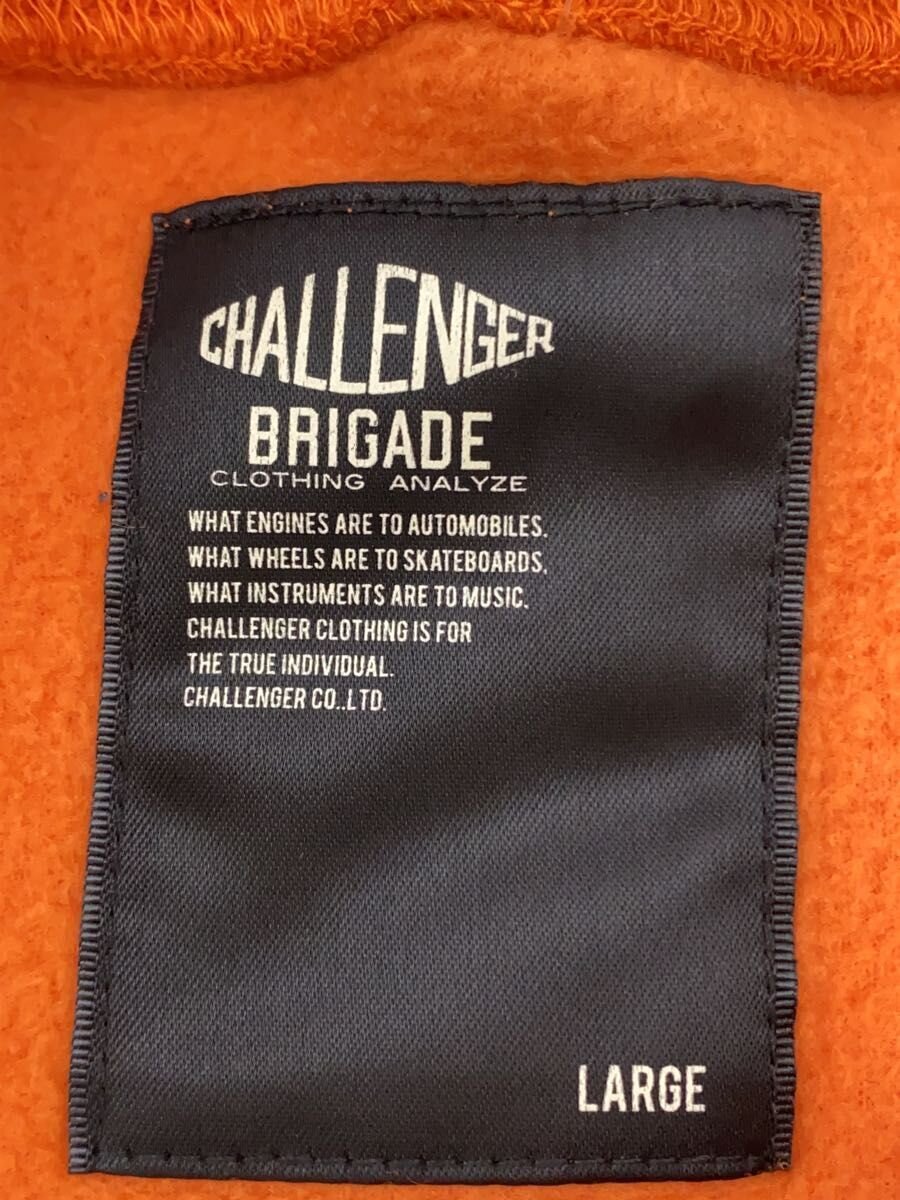 CHALLENGER
BRIGADE
CLOTHING ANALYZE
WHAT ENGINES ARE TO AUTOMOBILES.
WHAT WHEELS ARE TO SKATEBOARDS.
WHAT INSTRUMENTS ARE TO MUSIC.
CHALLENGER CLOTHING IS FOR
THE TRUE INDIVIDUAL.
CHALLENGER CO.,LTD.
LARGE